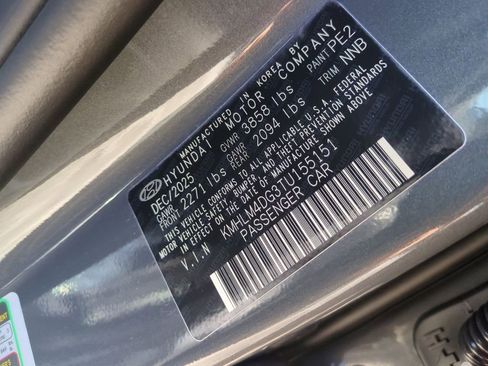 MANUFACTURED IN KOREA BY
HYUNDAI MOTOR COMPANY
DEC/2025 GVWR 3858 lbs PAINT PE2
GAWR FRONT 2271 lbs GAWR REAR 2094 lbs TRIM NNB
THIS VEHICLE CONFORMS TO ALL APPLICABLE U.S.A. FEDERAL
MOTOR VEHICLE SAFETY, BUMPER AND THEFT PREVENTION STANDARDS
IN EFFECT ON THE DATE OF MANUFACTURE SHOWN ABOVE
V.I.N KMHLM4DG3TU155151
PASSENGER CAR